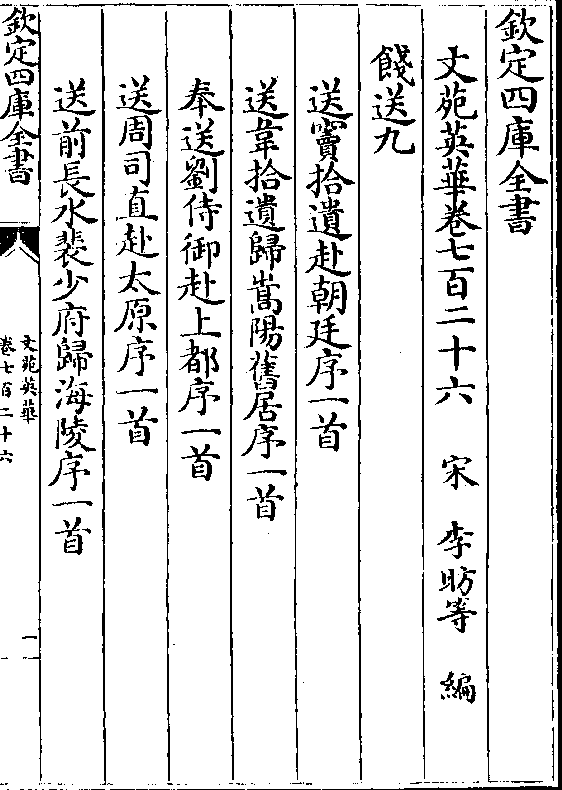 欽定四庫全書
文苑英華卷七百二十六 宋 李昉等 編
餞送九
送竇拾遺赴朝廷序一首
送韋拾遺歸嵩陽舊居序一首
奉送劉侍御赴上都序一首
送周司直赴太原序一首
送前長水裴少府歸海陵序一首
欽定四庫全書
文苑英華
卷七百二十六
一